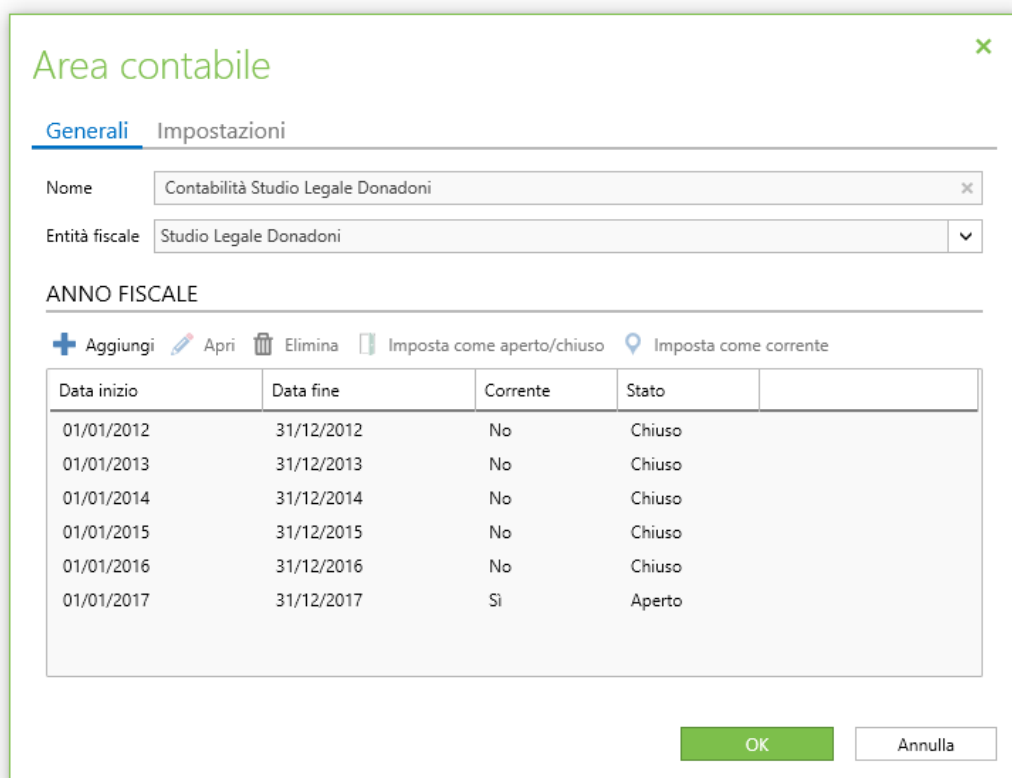 Area contabile
Generali Impostazioni
Nome Contabilità Studio Legale Donadoni
Entità fiscale Studio Legale Donadoni
ANNO FISCALE
Aggiungi Apri Elimina Imposta come aperto/chiuso Imposta come corrente
Data inizio Data fine Corrente Stato
01/01/2012 31/12/2012 No Chiuso
01/01/2013 31/12/2013 No Chiuso
01/01/2014 31/12/2014 No Chiuso
01/01/2015 31/12/2015 No Chiuso
01/01/2016 31/12/2016 No Chiuso
01/01/2017 31/12/2017 Sì Aperto
OK Annulla